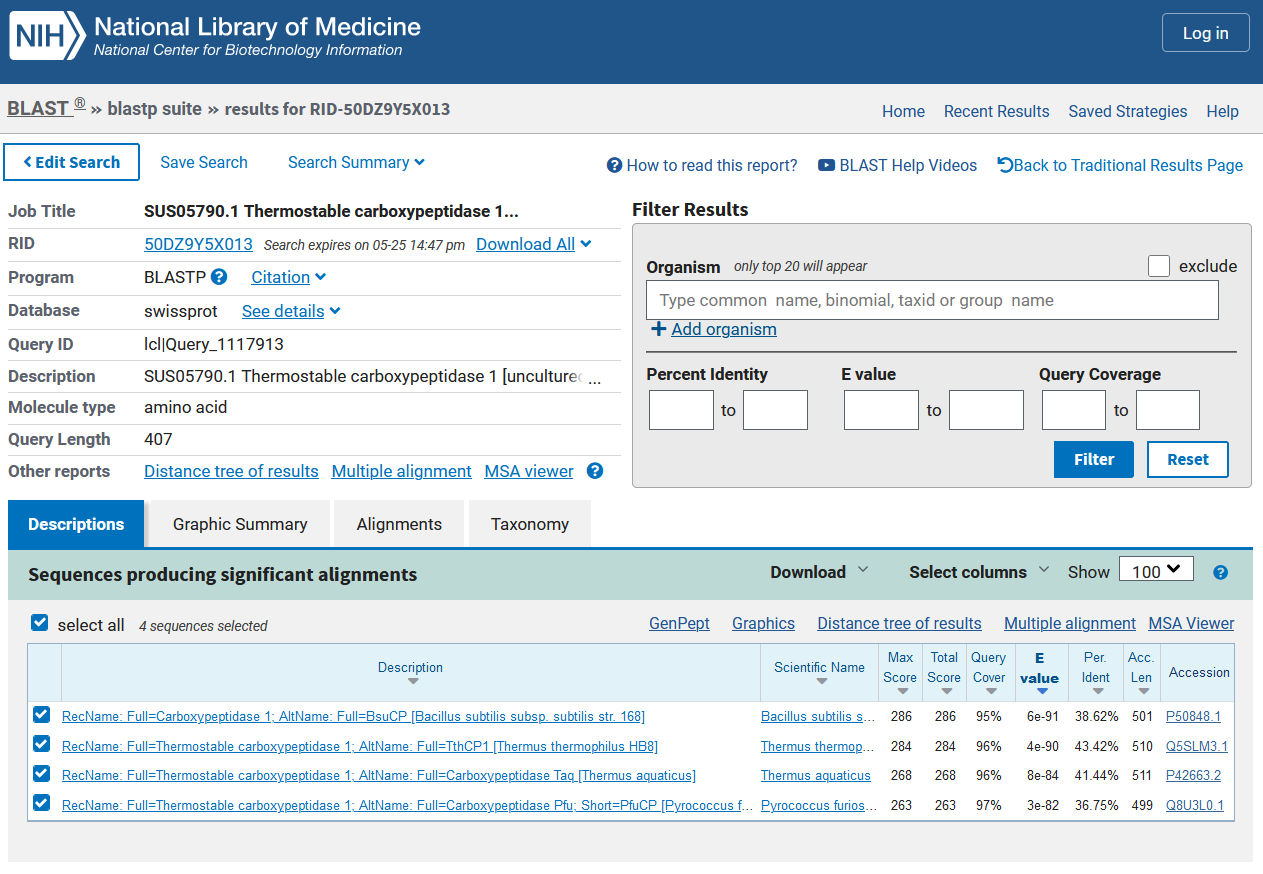 NIH National Library of Medicine
National Center for Biotechnology Information
Log in
BLAST ® » blastp suite » results for RID-50DZ9Y5X013
Home Recent Results Saved Strategies Help
Edit Search Save Search Search Summary
How to read this report? BLAST Help Videos Back to Traditional Results Page
Job Title SUS05790.1 Thermostable carboxypeptidase 1...
RID 50DZ9Y5X013 Search expires on 05-25 14:47 pm Download All
Program BLASTP Citation
Database swissprot See details
Query ID lcl|Query_1117913
Description SUS05790.1 Thermostable carboxypeptidase 1 [uncultured ...
Molecule type amino acid
Query Length 407
Other reports Distance tree of results Multiple alignment MSA viewer
Filter Results
Organism only top 20 will appear exclude
Type common name, binomial, taxid or group name
Add organism
Percent Identity E value Query Coverage
to to to
Filter Reset
Descriptions Graphic Summary Alignments Taxonomy
Sequences producing significant alignments Download Select columns Show 100
select all 4 sequences selected GenPept Graphics Distance tree of results Multiple alignment MSA Viewer
Description Scientific Name Max Score Total Score Query Cover E value Per. Ident Acc. Len Accession
RecName: Full=Carboxypeptidase 1; AltName: Full=BsuCP [Bacillus subtilis subsp. subtilis str. 168] Bacillus subtilis s... 286 286 95% 6e-91 38.62% 501 P50848.1
RecName: Full=Thermostable carboxypeptidase 1; AltName: Full=TthCP1 [Thermus thermophilus HB8] Thermus thermop... 284 284 96% 4e-90 43.42% 510 Q5SLM3.1
RecName: Full=Thermostable carboxypeptidase 1; AltName: Full=Carboxypeptidase Taq [Thermus aquaticus] Thermus aquaticus 268 268 96% 8e-84 41.44% 511 P42663.2
RecName: Full=Thermostable carboxypeptidase 1; AltName: Full=Carboxypeptidase Pfu; Short=PfuCP [Pyrococcus f... Pyrococcus furios... 263 263 97% 3e-82 36.75% 499 Q8U3L0.1